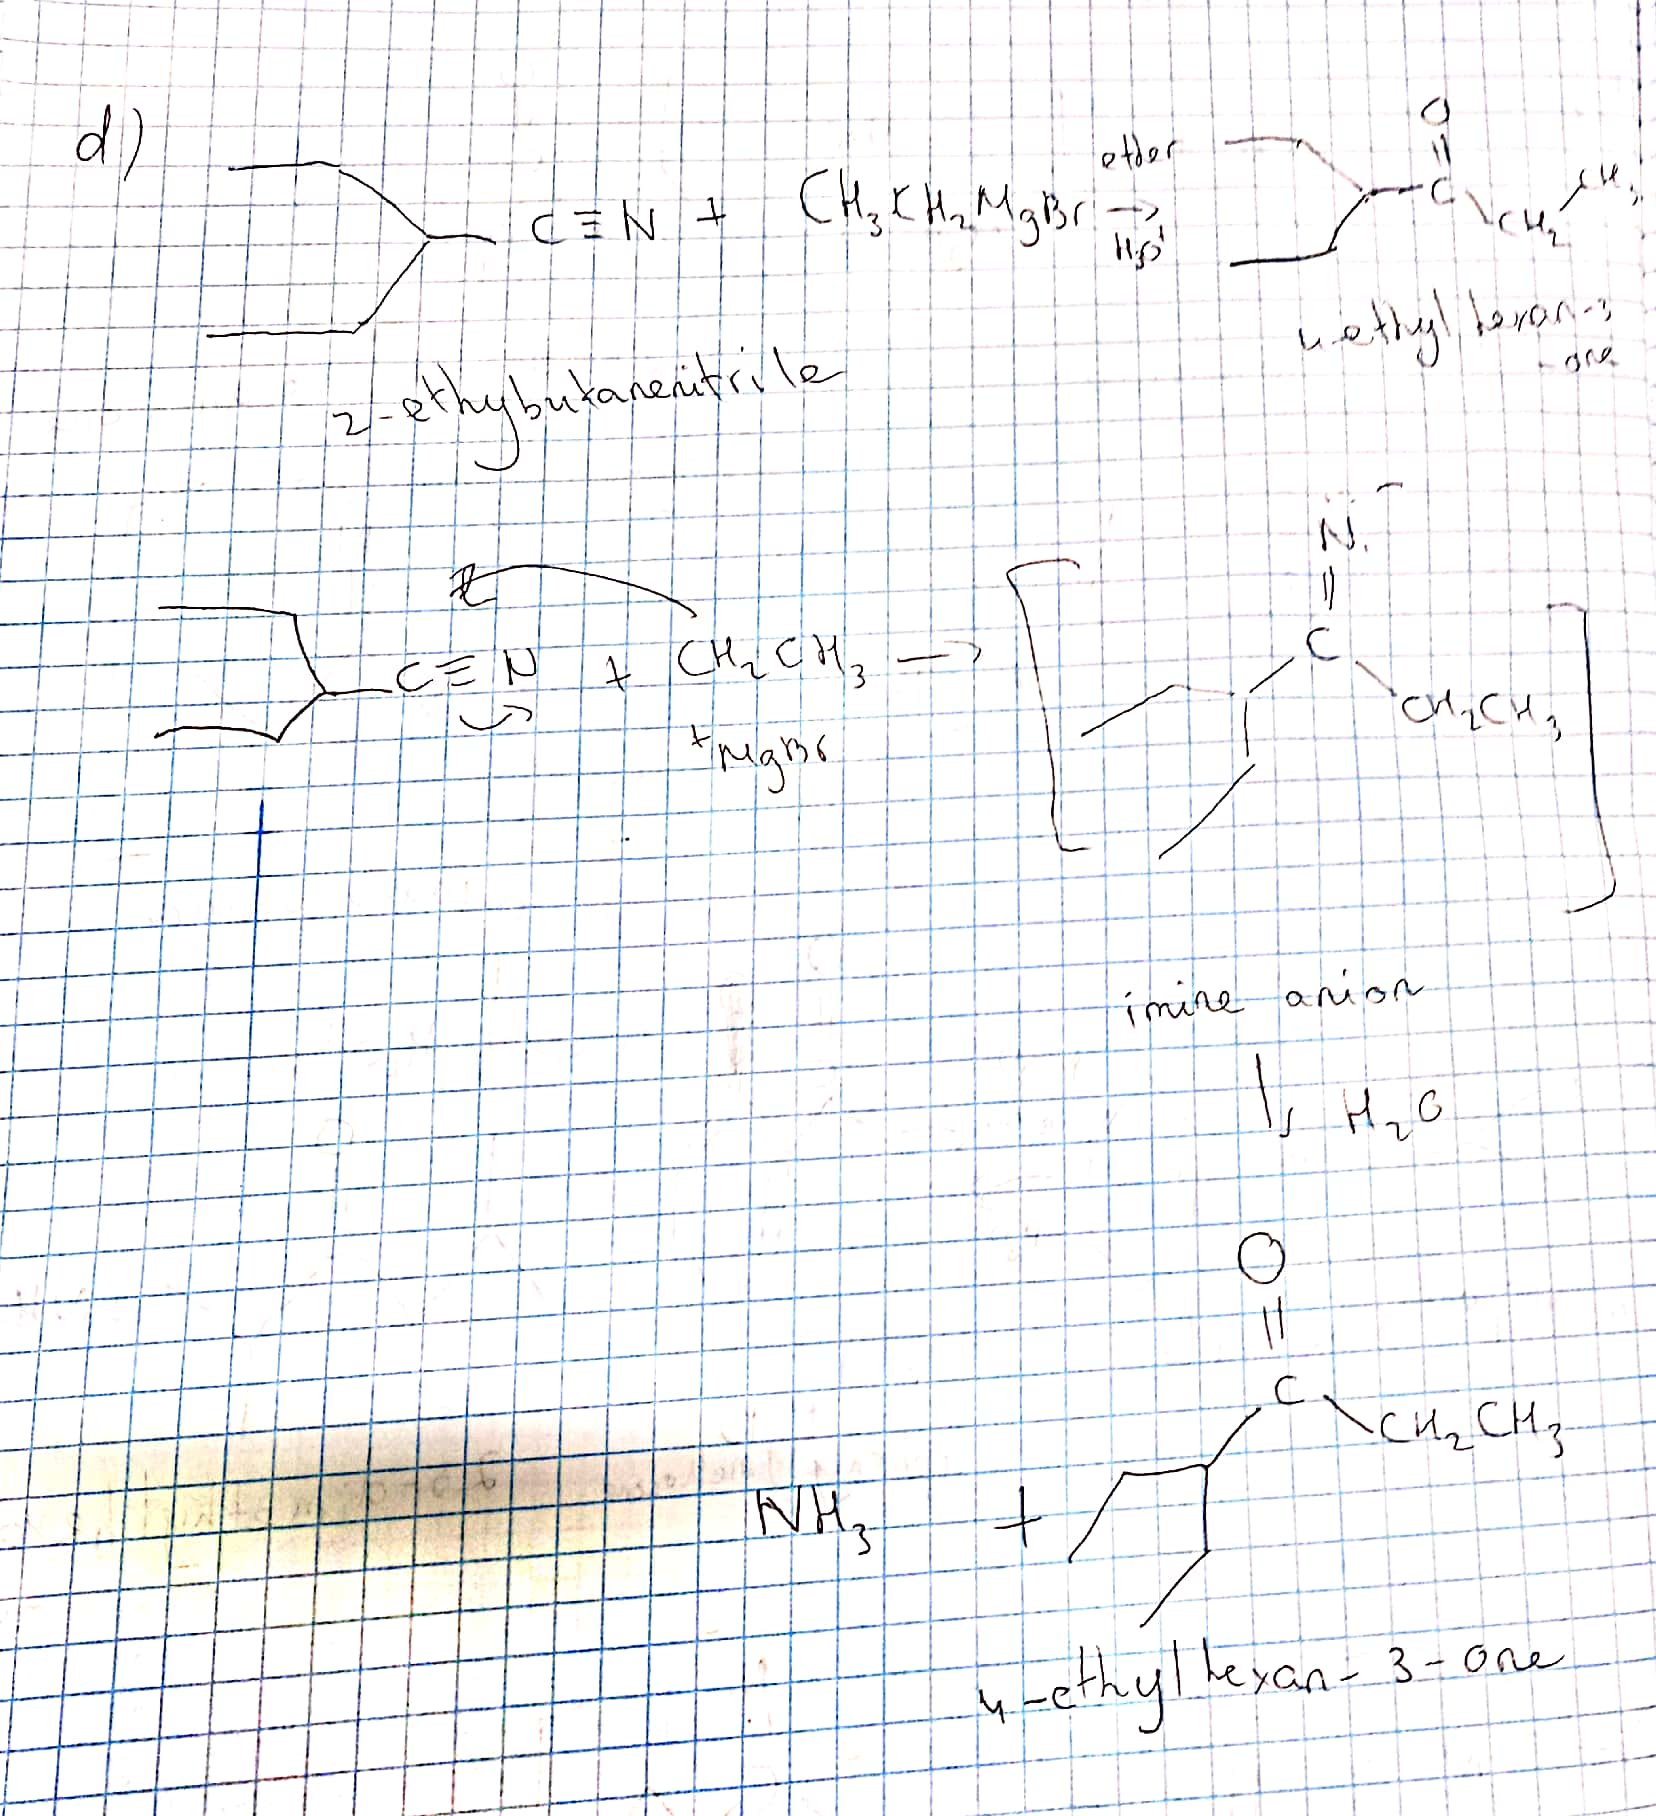 d)
C≡N + CH₃CH₂MgBr ether → H₃O⁺ O = C CH₂ CH₃
2-ethybutanenitrile
4-ethyl hexan-3
-one
C≡N + CH₂CH₃ →
⁺MgBr
N⁻
C
CH₂CH₃
imine anion
H₂O
O
C
CH₂CH₃
NH₃ +
4-ethylhexan-3-one